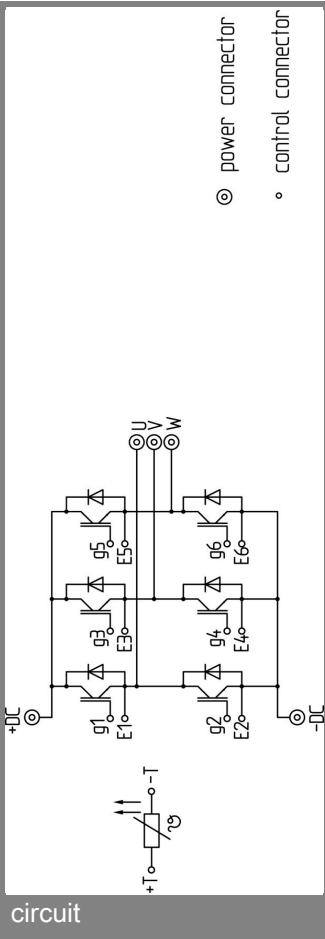 power connector
control connector
U
V
W
g5
E5
g6
E6
g3
E3
g4
E4
+DC
g1
E1
g2
E2
-DC
-T
+T
ϑ
circuit